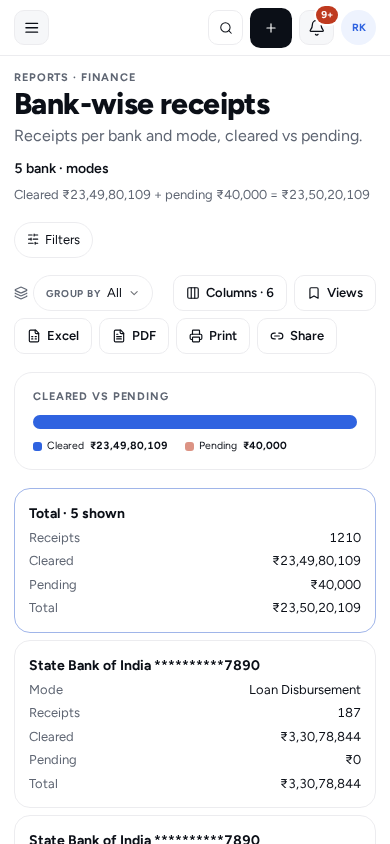 9+
RK
REPORTS · FINANCE
Bank-wise receipts
Receipts per bank and mode, cleared vs pending.
5 bank · modes
Cleared ₹23,49,80,109 + pending ₹40,000 = ₹23,50,20,109
Filters
GROUP BY All Columns · 6 Views
Excel PDF Print Share
CLEARED VS PENDING
Cleared ₹23,49,80,109 Pending ₹40,000
Total · 5 shown
Receipts 1210
Cleared ₹23,49,80,109
Pending ₹40,000
Total ₹23,50,20,109
State Bank of India **********7890
Mode Loan Disbursement
Receipts 187
Cleared ₹3,30,78,844
Pending ₹0
Total ₹3,30,78,844
State Bank of India **********7890